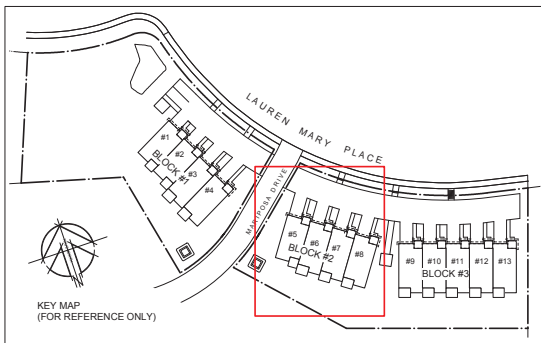 LAUREN MARY PLACE
MARIPOSA DRIVE
#1
#2
#3
#4
BLOCK #1
#5
#6
#7
#8
BLOCK #2
#9
#10
#11
#12
#13
BLOCK #3
KEY MAP
(FOR REFERENCE ONLY)